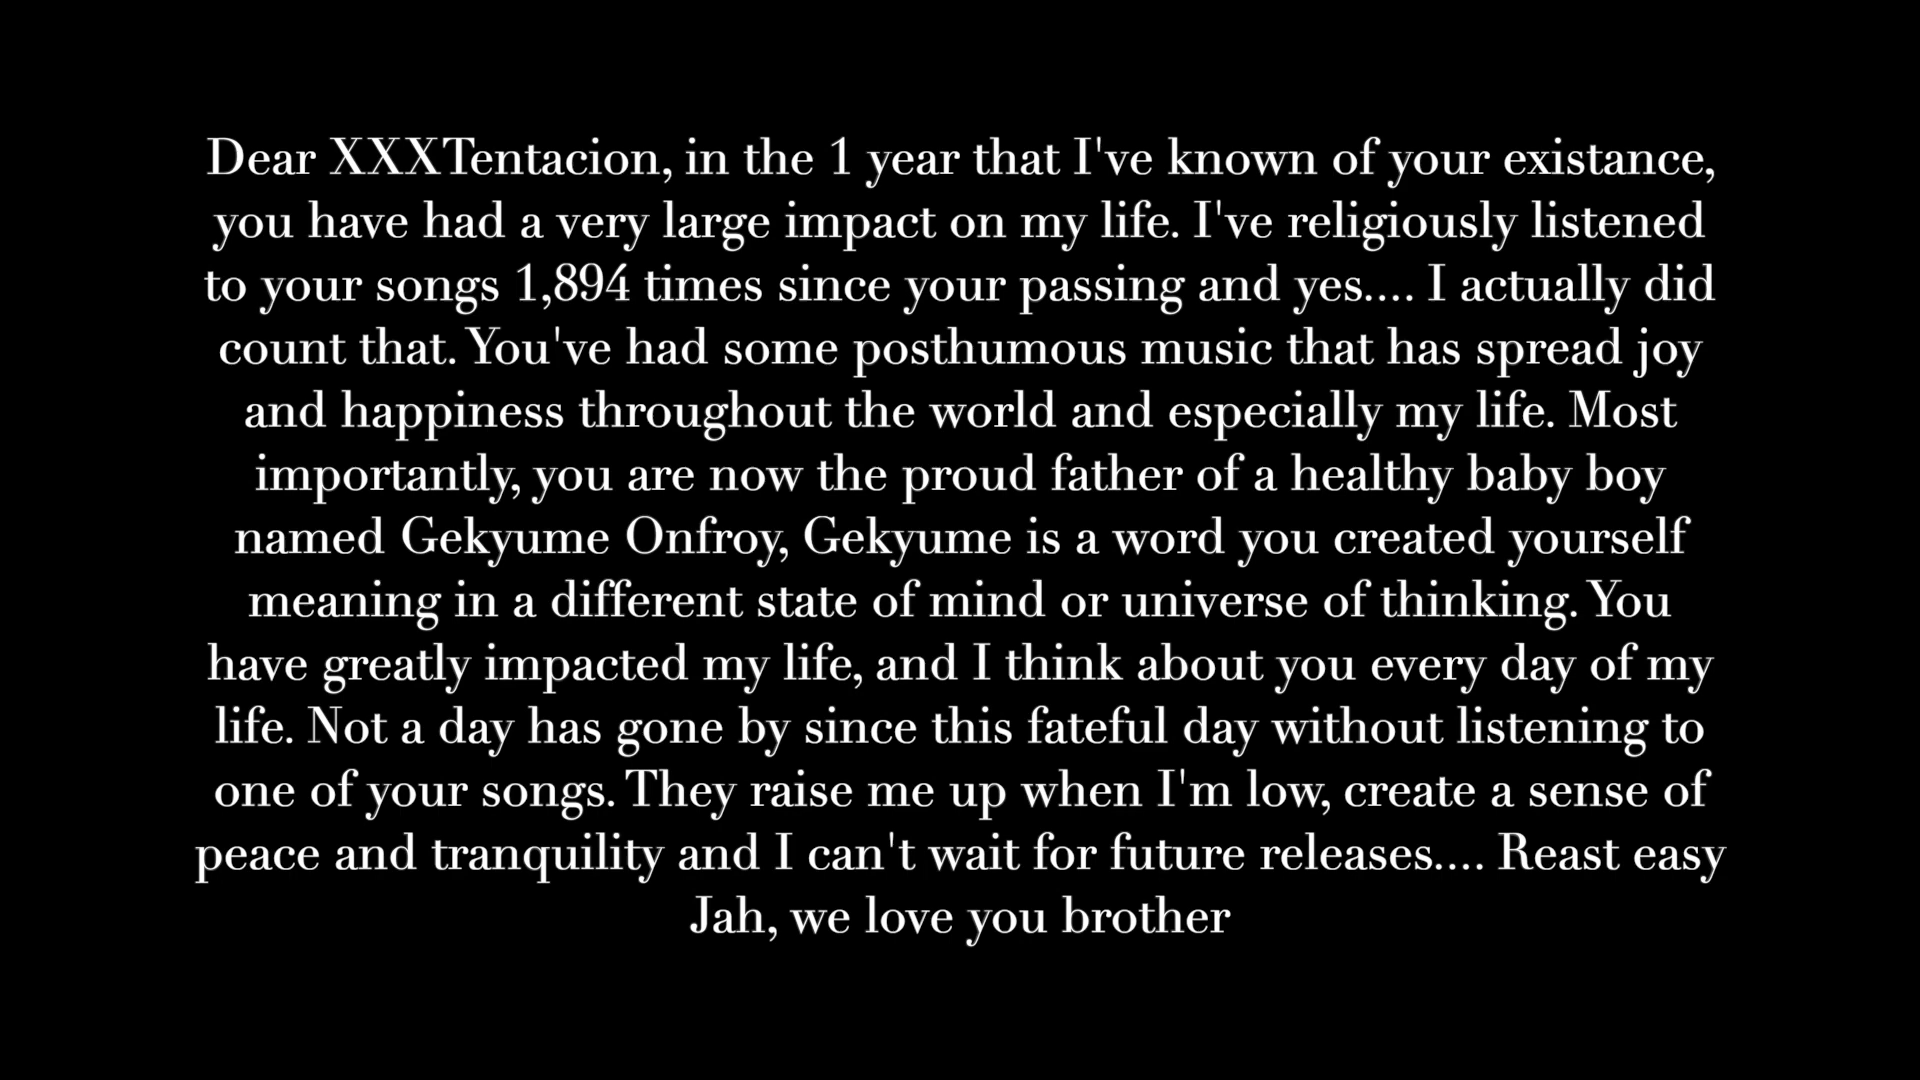 Dear XXXTentacion, in the 1 year that I've known of your existance,
you have had a very large impact on my life. I've religiously listened
to your songs 1,894 times since your passing and yes.... I actually did
count that. You've had some posthumous music that has spread joy
and happiness throughout the world and especially my life. Most
importantly, you are now the proud father of a healthy baby boy
named Gekyume Onfroy, Gekyume is a word you created yourself
meaning in a different state of mind or universe of thinking. You
have greatly impacted my life, and I think about you every day of my
life. Not a day has gone by since this fateful day without listening to
one of your songs. They raise me up when I'm low, create a sense of
peace and tranquility and I can't wait for future releases.... Reast easy
Jah, we love you brother